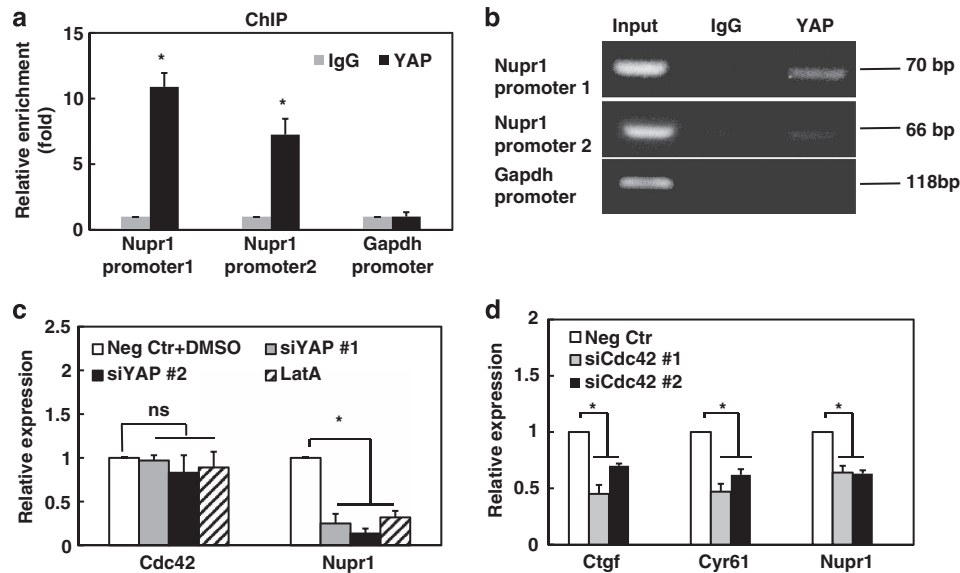 a
ChIP
Relative enrichment
(fold)
15
10
5
0
IgG
YAP
*
*
Nupr1
promoter1
Nupr1
promoter2
Gapdh
promoter
b
Input
IgG
YAP
Nupr1
promoter 1
70 bp
Nupr1
promoter 2
66 bp
Gapdh
promoter
118bp
c
Relative expression
2.5
2
1.5
1
0.5
0
Neg Ctr+DMSO
siYAP #1
siYAP #2
LatA
ns
*
Cdc42
Nupr1
d
Relative expression
2
1.5
1
0.5
0
Neg Ctr
siCdc42 #1
siCdc42 #2
*
*
*
Ctgf
Cyr61
Nupr1